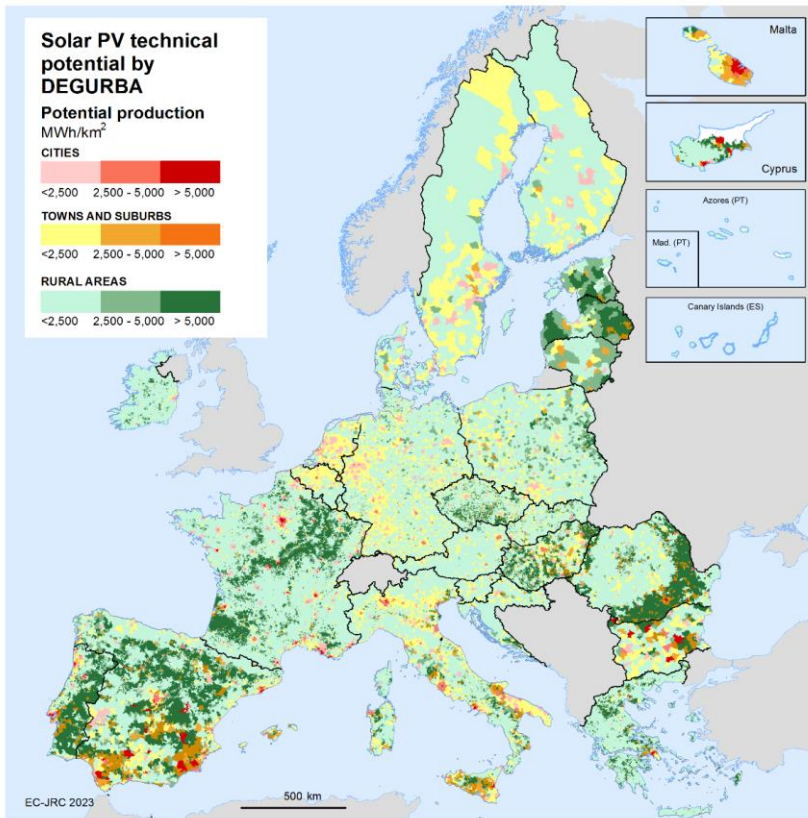 Solar PV technical
potential by
DEGURBA
Potential production
MWh/km²
CITIES
<2,500 2,500 - 5,000 > 5,000
TOWNS AND SUBURBS
<2,500 2,500 - 5,000 > 5,000
RURAL AREAS
<2,500 2,500 - 5,000 > 5,000
Malta
Cyprus
Azores (PT)
Mad. (PT)
Canary Islands (ES)
EC-JRC 2023
500 km